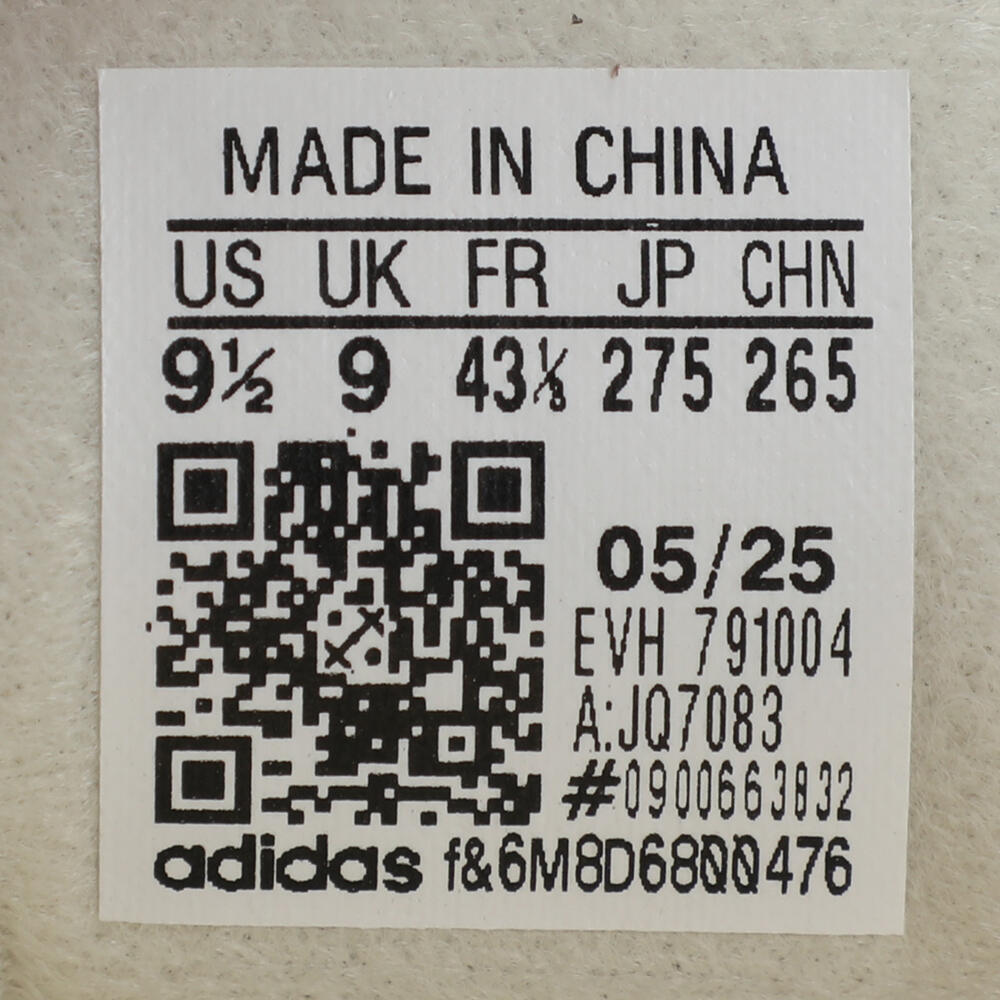 MADE IN CHINA
US UK FR JP CHN
9½ 9 43⅓ 275 265
05/25
EVH 791004
A:JQ7083
#0900663832
adidas f&6M8D6800476